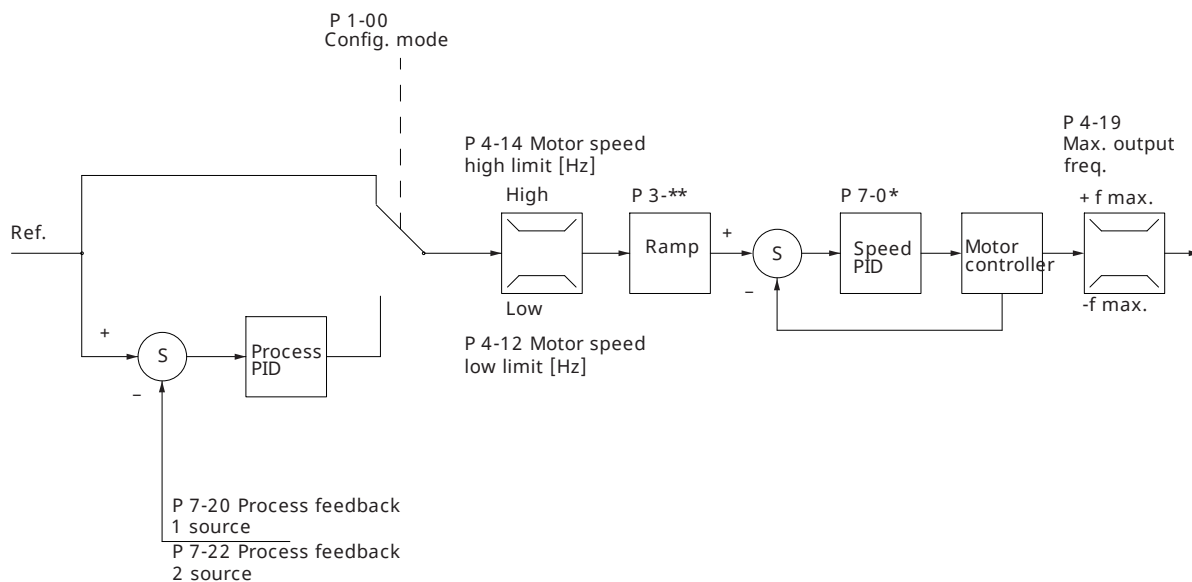 P 1-00
Config. mode
P 4-14 Motor speed
high limit [Hz]
P 4-19
Max. output
freq.
High
P 3-**
P 7-0*
+ f max.
Ref.
Ramp
+
S
–
Speed
PID
Motor
controller
Low
-f max.
P 4-12 Motor speed
low limit [Hz]
+
S
–
Process
PID
P 7-20 Process feedback
1 source
P 7-22 Process feedback
2 source